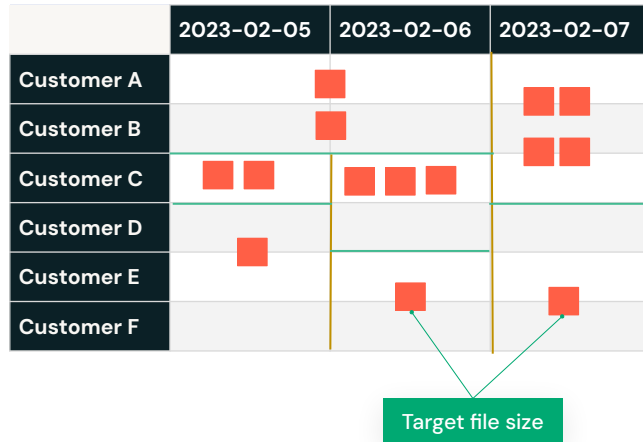 2023-02-05 2023-02-06 2023-02-07
Customer A
Customer B
Customer C
Customer D
Customer E
Customer F
Target file size